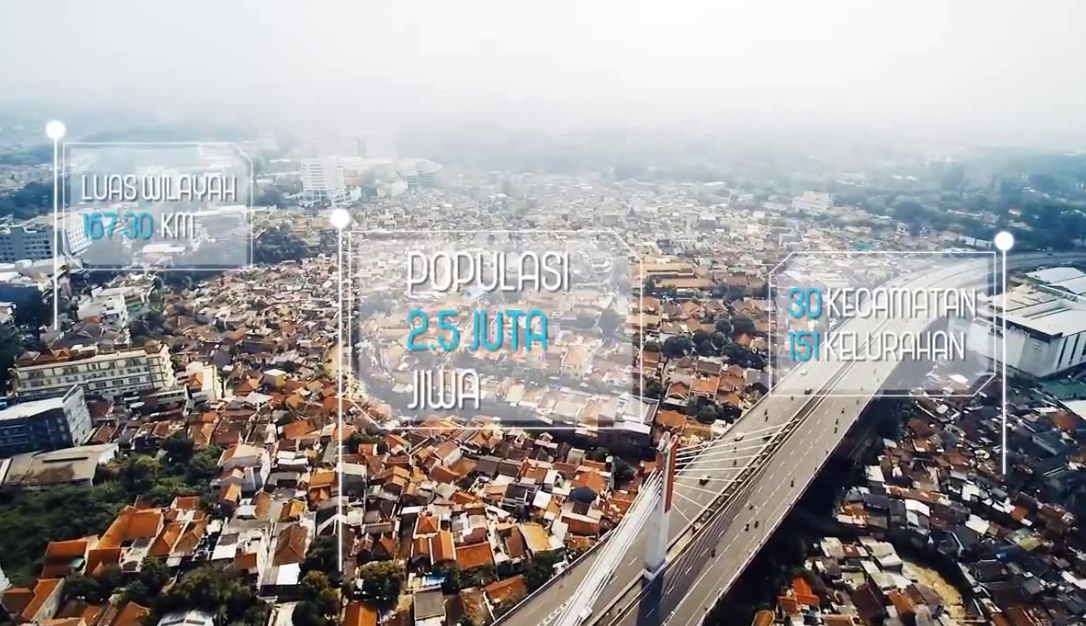 LUAS WILAYAH
167.30 KM
POPULASI
2.5 JUTA
JIWA
30 KECAMATAN
151 KELURAHAN